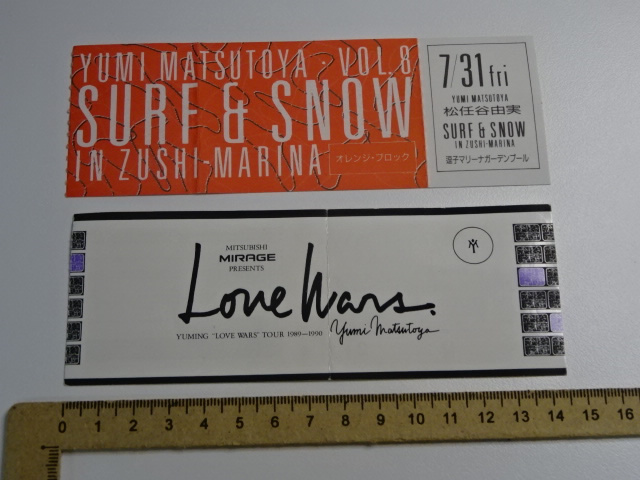 YUMI MATSUTOYA VOL.8
SURF & SNOW
IN ZUSHI-MARINA
オレンジ・ブロック
7/31 fri
YUMI MATSUTOYA
松任谷由実
SURF & SNOW
IN ZUSHI-MARINA
逗子マリーナガーデンプール
MITSUBISHI
MIRAGE
PRESENTS
Love Wars.
YUMING "LOVE WARS" TOUR 1989—1990
Yumi Matsutoya
0 1 2 3 4 5 6 7 8 9 10 11 12 13 14 15 16